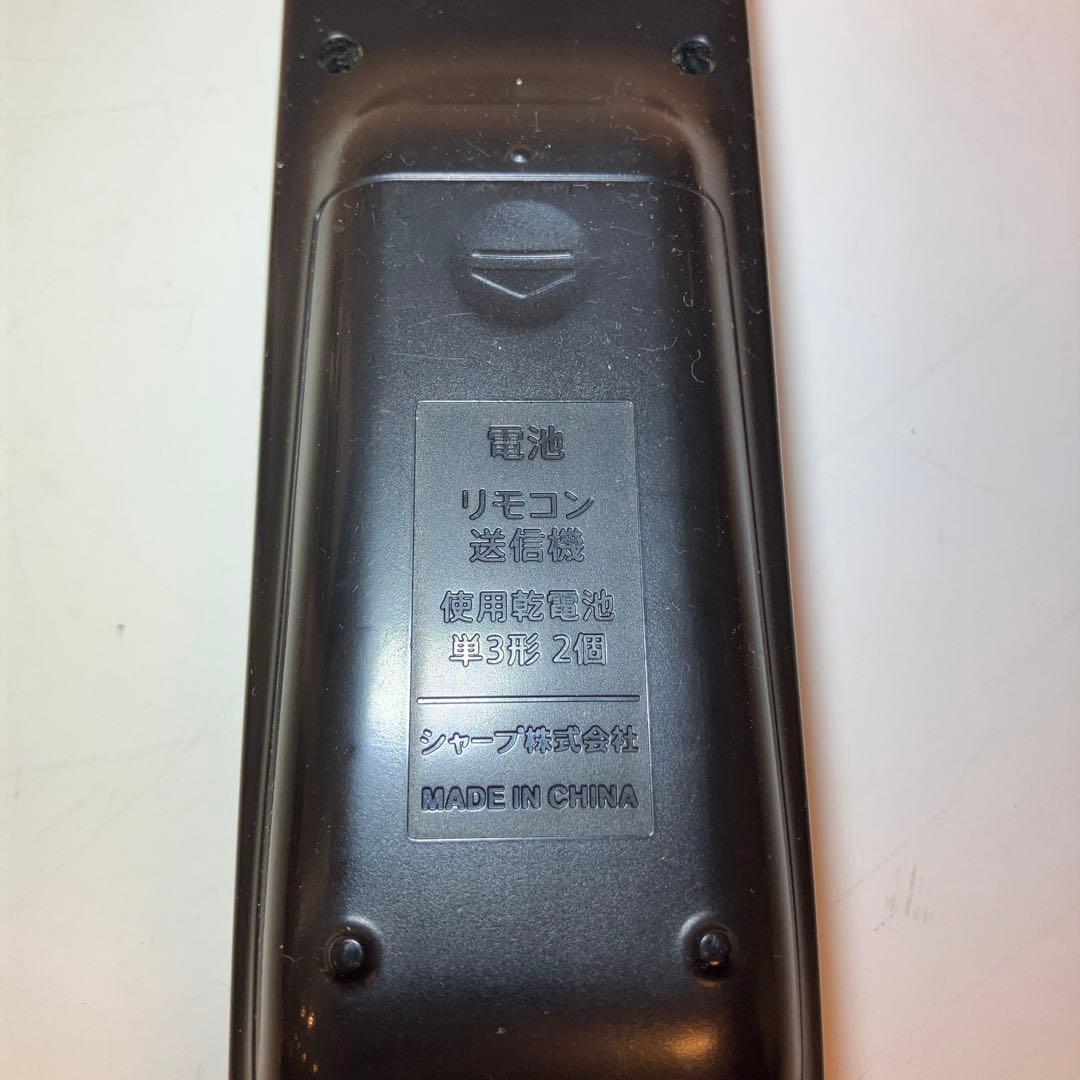 電池
リモコン
送信機
使用乾電池
単3形 2個
シャープ株式会社
MADE IN CHINA